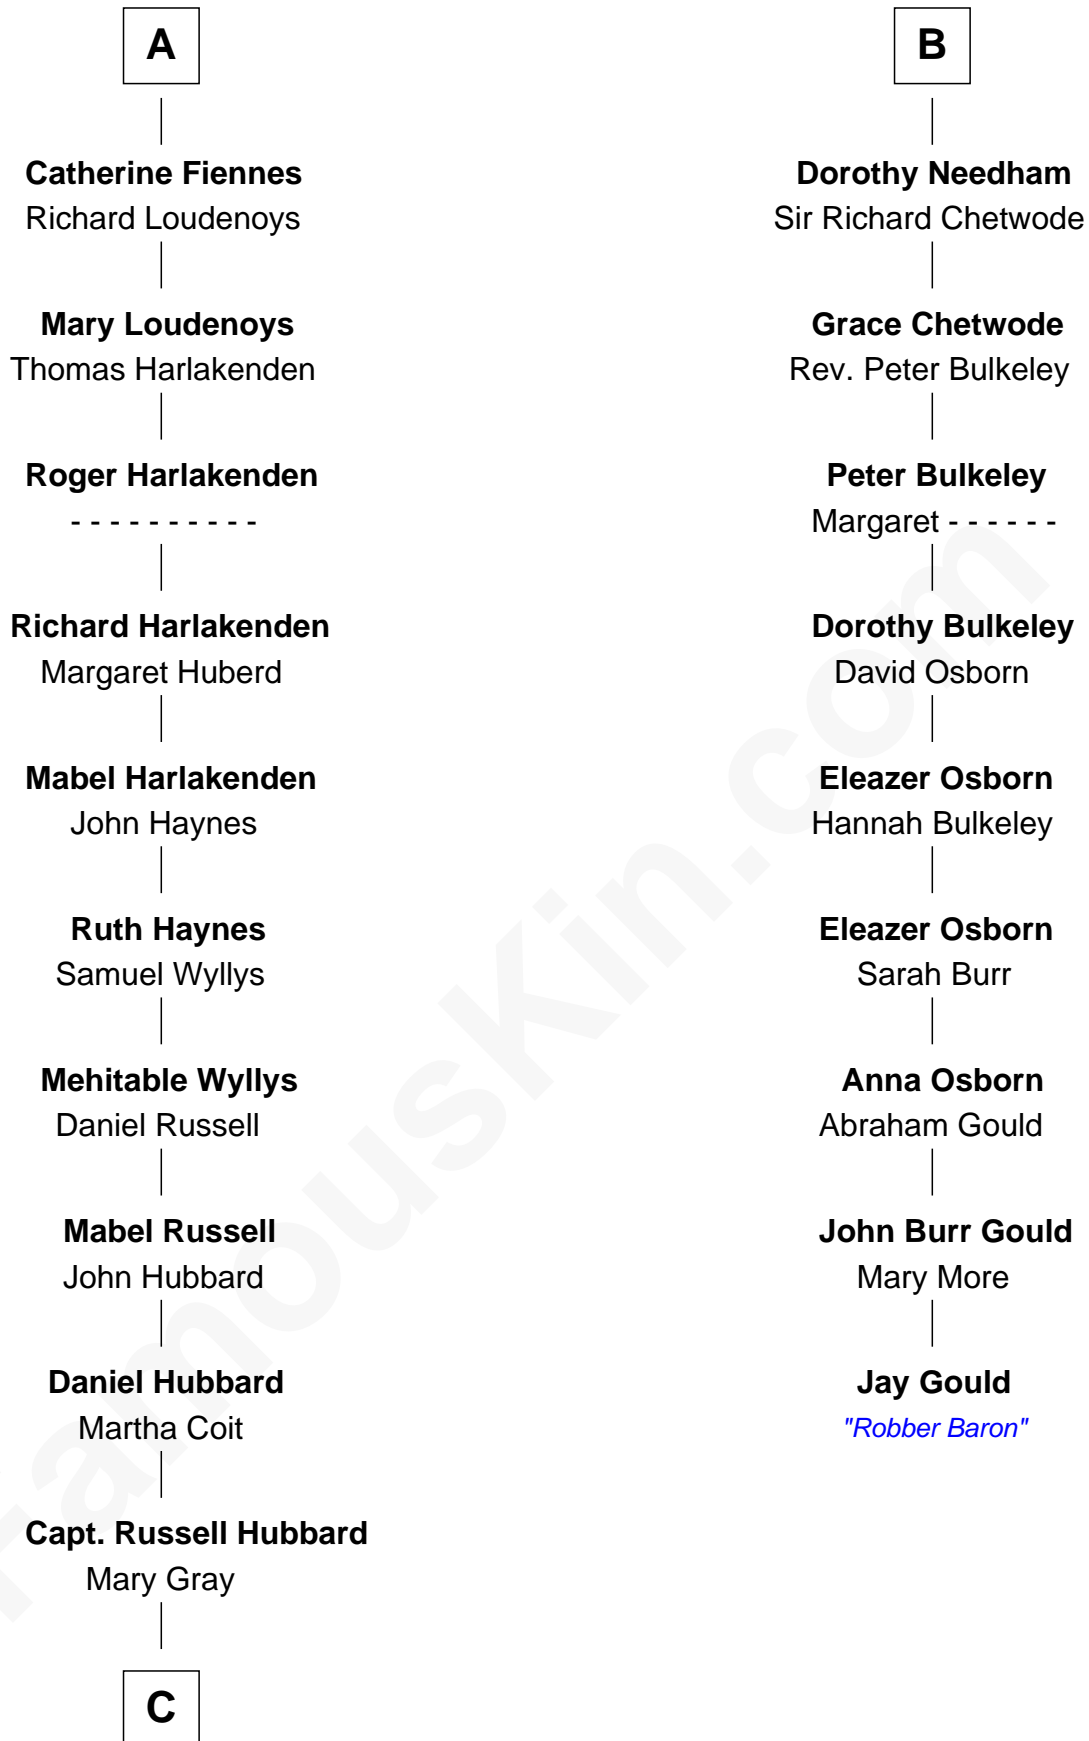 A
Catherine Fiennes
Richard Loudenoys
Mary Loudenoys
Thomas Harlakenden
Roger Harlakenden
- - - - - - - - - -
Richard Harlakenden
Margaret Huberd
Mabel Harlakenden
John Haynes
Ruth Haynes
Samuel Wyllys
Mehitable Wyllys
Daniel Russell
Mabel Russell
John Hubbard
Daniel Hubbard
Martha Coit
Capt. Russell Hubbard
Mary Gray
C
B
Dorothy Needham
Sir Richard Chetwode
Grace Chetwode
Rev. Peter Bulkeley
Peter Bulkeley
Margaret - - - - - -
Dorothy Bulkeley
David Osborn
Eleazer Osborn
Hannah Bulkeley
Eleazer Osborn
Sarah Burr
Anna Osborn
Abraham Gould
John Burr Gould
Mary More
Jay Gould
"Robber Baron"
FamousKin.com